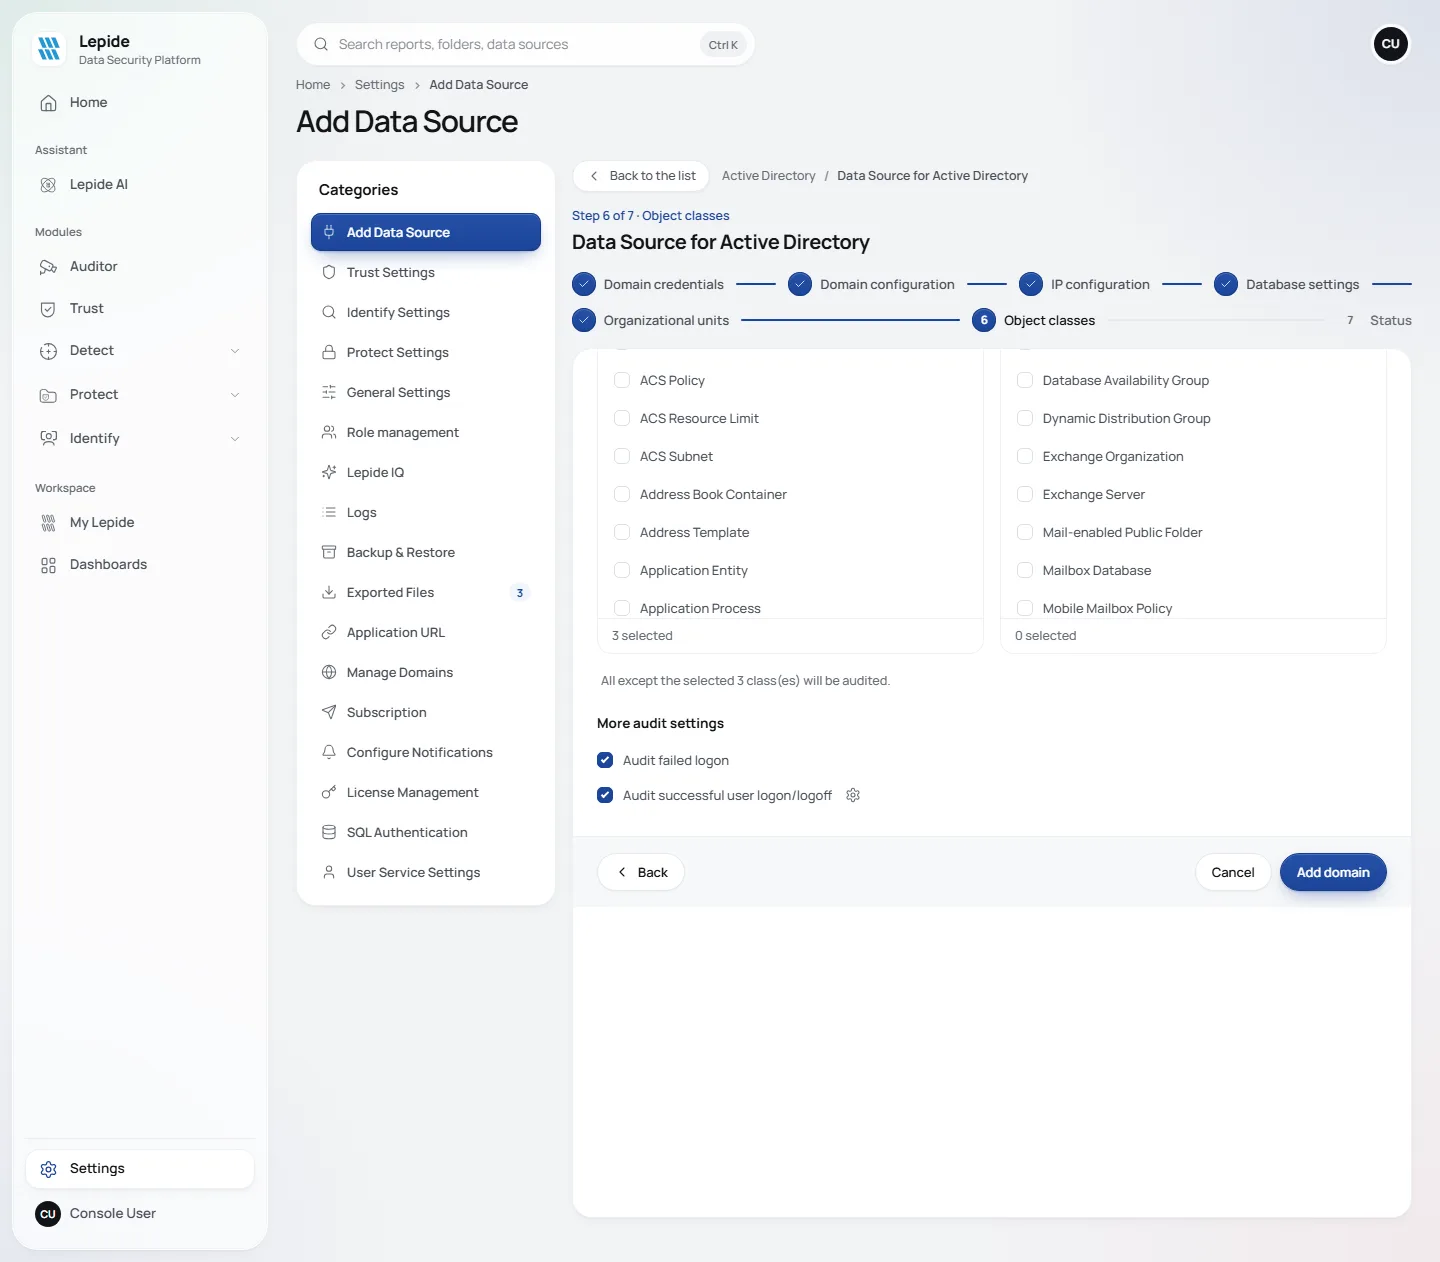 Lepide
Data Security Platform
Home
Assistant
Lepide AI
Modules
Auditor
Trust
Detect
Protect
Identify
Workspace
My Lepide
Dashboards
Settings
CU
Console User
Search reports, folders, data sources
Ctrl K
CU
Home > Settings > Add Data Source
Add Data Source
Categories
Add Data Source
Trust Settings
Identify Settings
Protect Settings
General Settings
Role management
Lepide IQ
Logs
Backup & Restore
Exported Files 3
Application URL
Manage Domains
Subscription
Configure Notifications
License Management
SQL Authentication
User Service Settings
Back to the list
Active Directory / Data Source for Active Directory
Step 6 of 7 · Object classes
Data Source for Active Directory
Domain credentials
Domain configuration
IP configuration
Database settings
Organizational units
6 Object classes
7 Status
ACS Policy
ACS Resource Limit
ACS Subnet
Address Book Container
Address Template
Application Entity
Application Process
3 selected
Database Availability Group
Dynamic Distribution Group
Exchange Organization
Exchange Server
Mail-enabled Public Folder
Mailbox Database
Mobile Mailbox Policy
0 selected
All except the selected 3 class(es) will be audited.
More audit settings
Audit failed logon
Audit successful user logon/logoff
Back
Cancel
Add domain